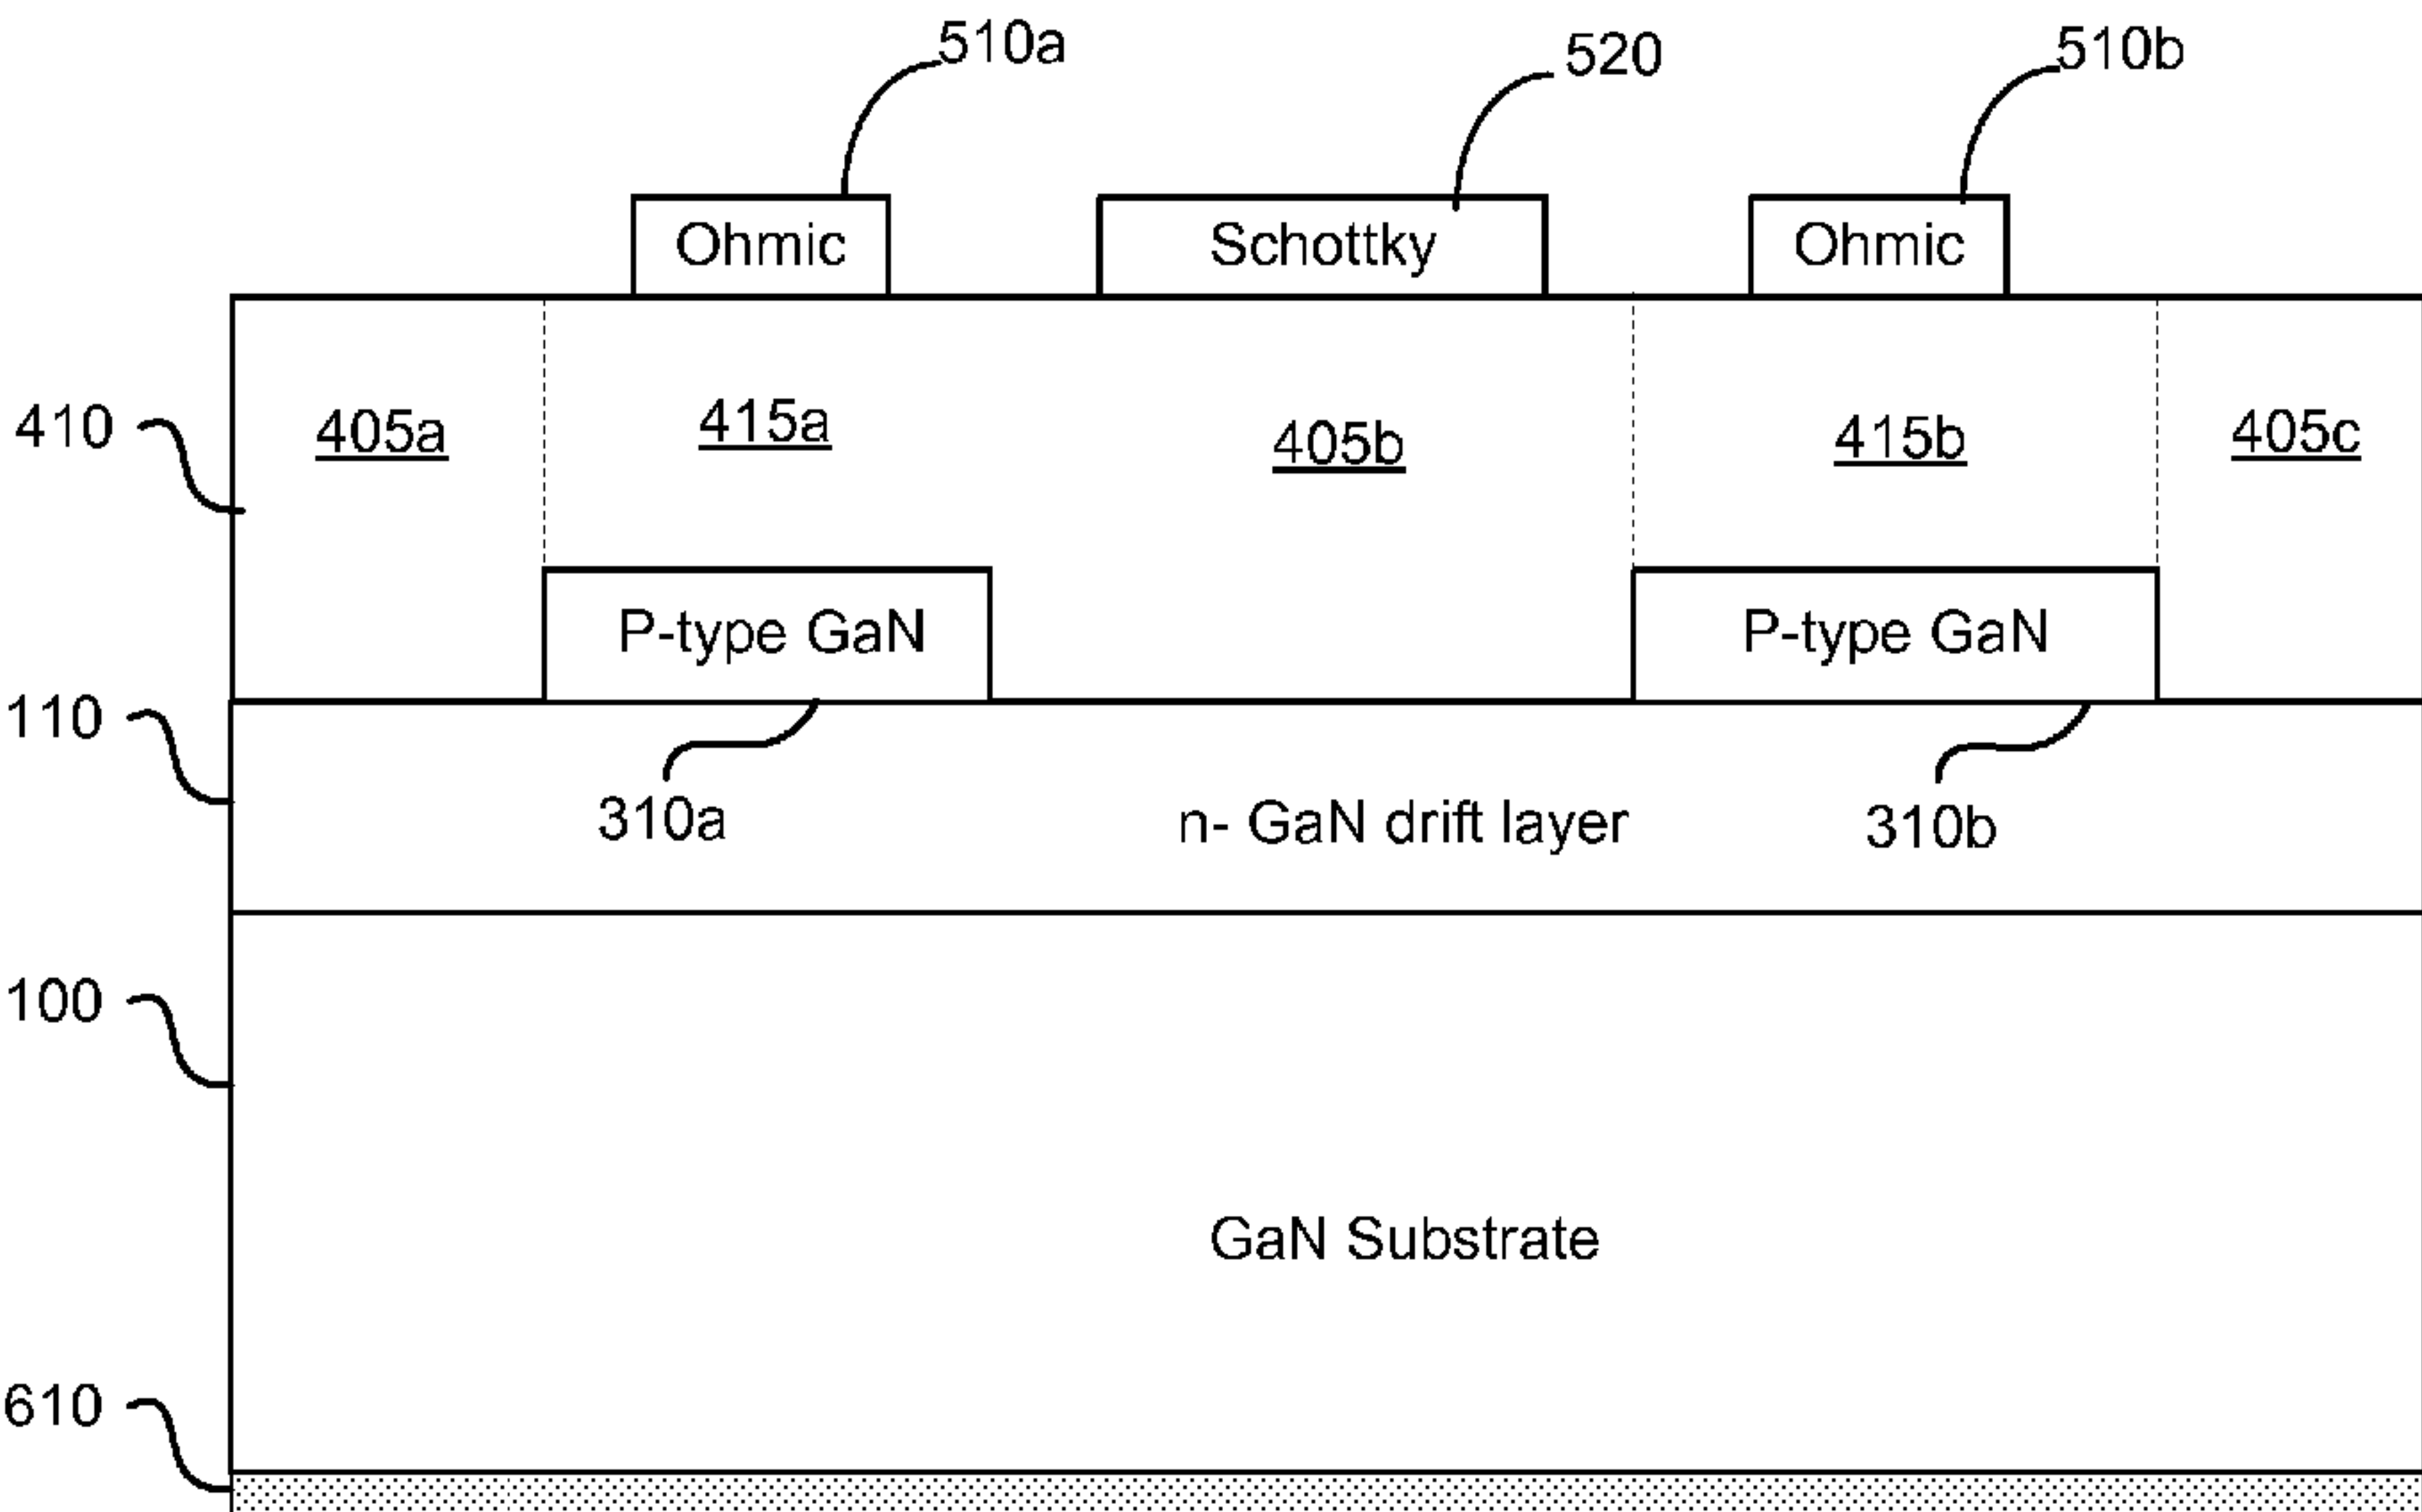 510a
520
510b
Ohmic
Schottky
Ohmic
410
405a
415a
405b
415b
405c
P-type GaN
P-type GaN
110
310a
n- GaN drift layer
310b
100
GaN Substrate
610